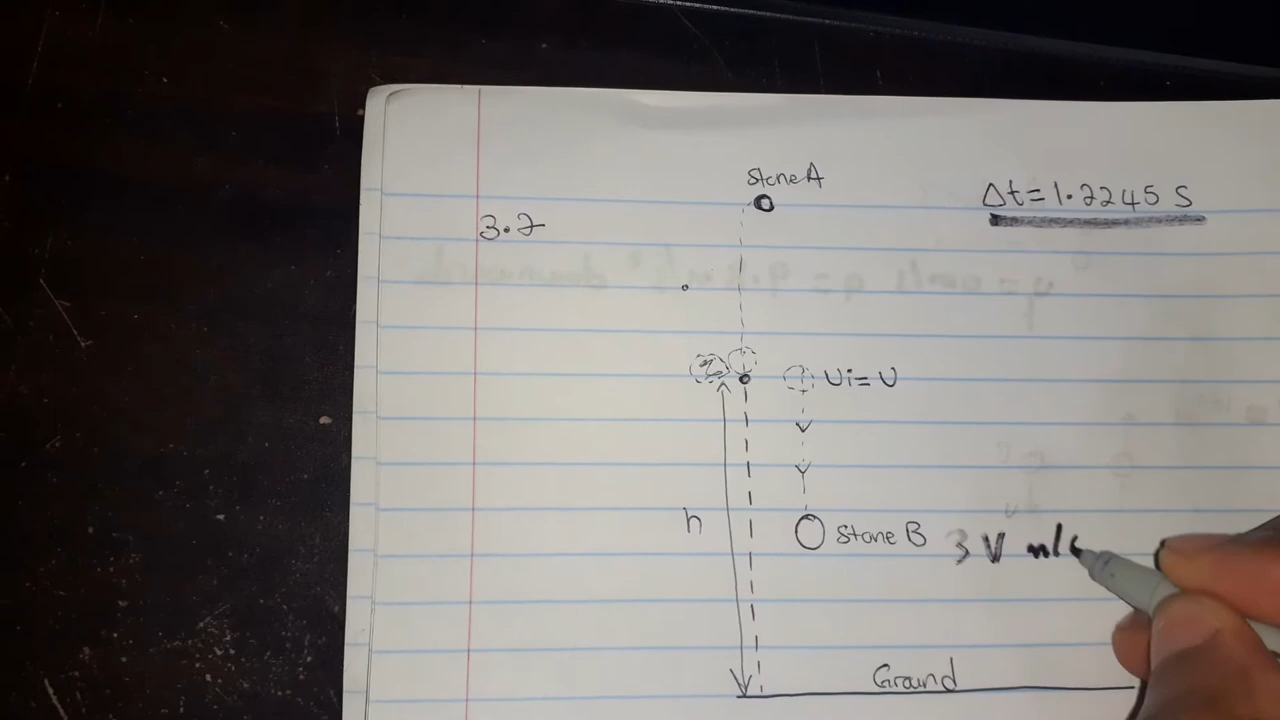 Stone A
Δt=1.2245 S
3.2
Ui=U
h
Stone B 3V m/s
Ground